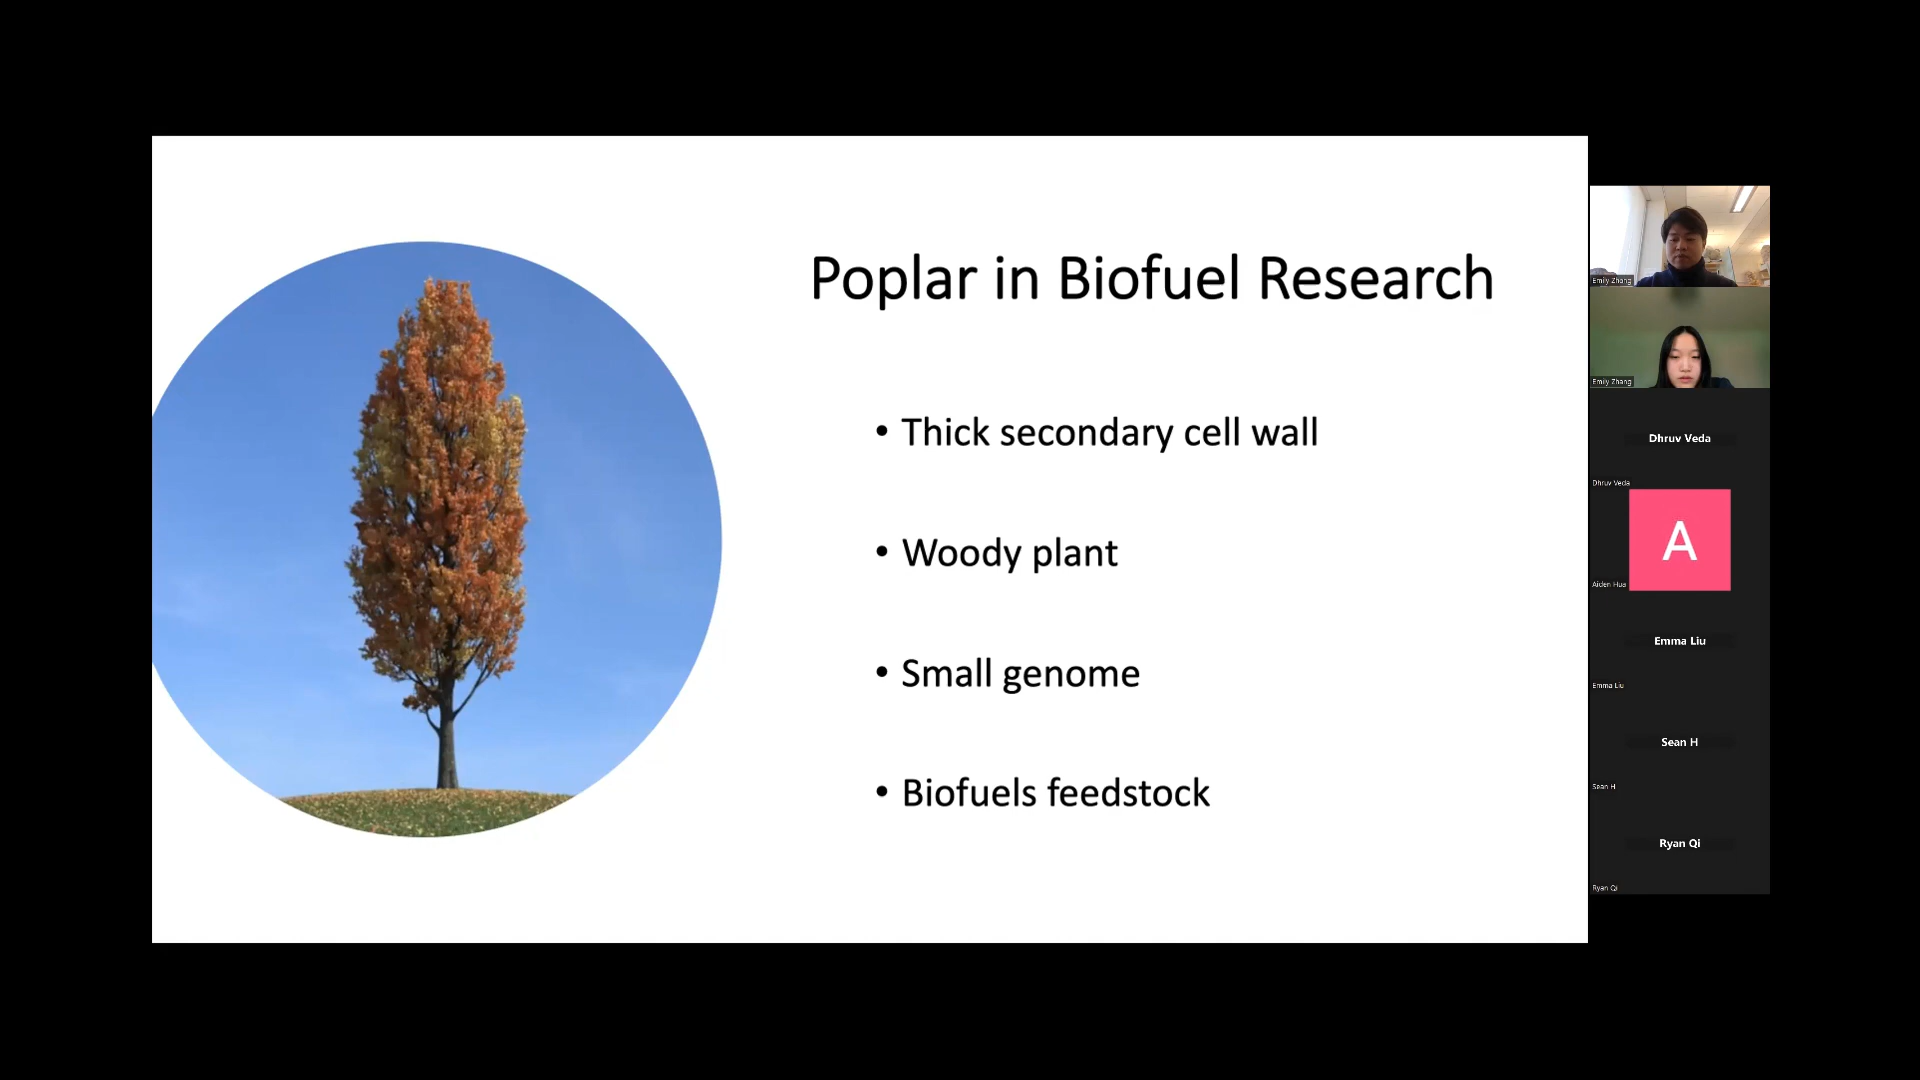 Poplar in Biofuel Research
• Thick secondary cell wall
• Woody plant
• Small genome
• Biofuels feedstock
Emily Zhang
Emily Zhang
Dhruv Veda
Dhruv Veda
A
Aiden Hua
Emma Liu
Emma Liu
Sean H
Sean H
Ryan Qi
Ryan Qi